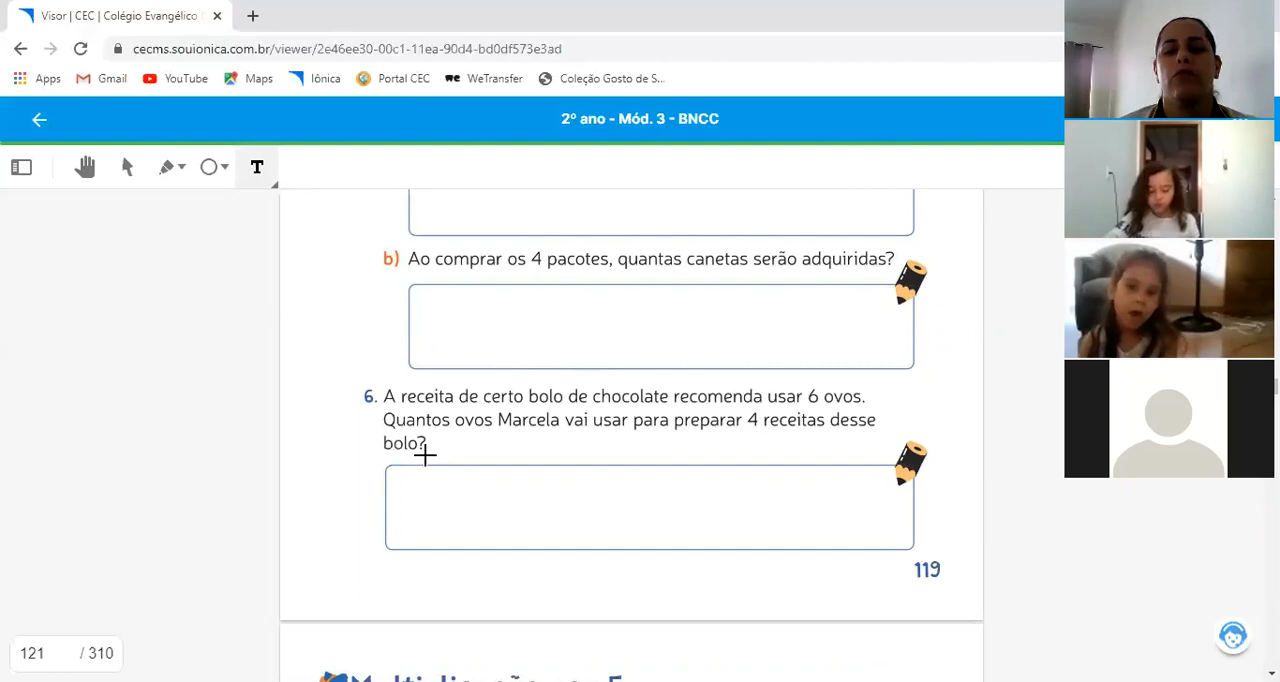 Visor | CEC | Colégio Evangélico
cecms.souionica.com.br/viewer/2e46ee30-00c1-11ea-90d4-bd0df573e3ad
Apps Gmail YouTube Maps Iônica Portal CEC WeTransfer Coleção Gosto de S...
2º ano - Mód. 3 - BNCC
T
b) Ao comprar os 4 pacotes, quantas canetas serão adquiridas?
6. A receita de certo bolo de chocolate recomenda usar 6 ovos.
Quantos ovos Marcela vai usar para preparar 4 receitas desse
bolo?
119
121 / 310